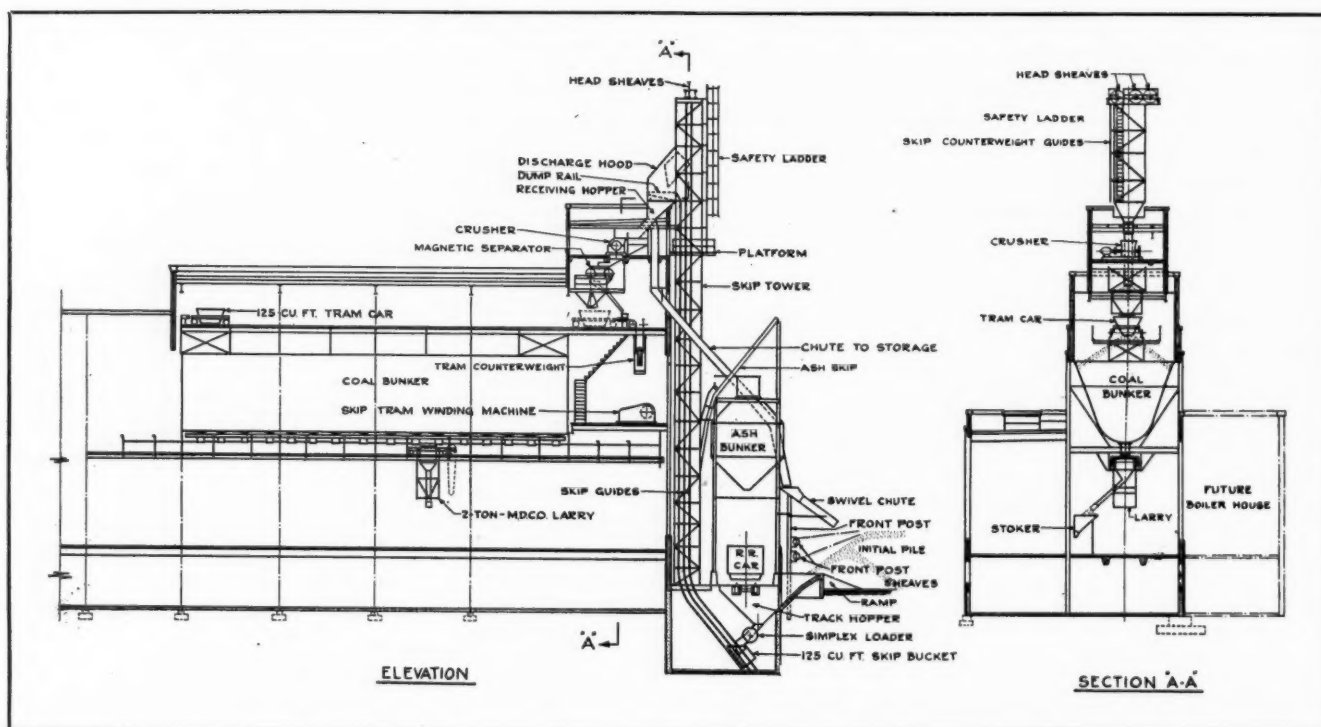 "A"
HEAD SHEAVES
DISCHARGE HOOD
DUMP RAIL
RECEIVING HOPPER
SAFETY LADDER
CRUSHER
MAGNETIC SEPARATOR
PLATFORM
SKIP TOWER
125 CU. FT. TRAM CAR
CHUTE TO STORAGE
TRAM COUNTERWEIGHT
ASH SKIP
COAL BUNKER
SKIP TRAM WINDING MACHINE
ASH
BUNKER
SKIP GUIDES
SWIVEL CHUTE
2-TON-M.D.CO. LARRY
FRONT POST
INITIAL PILE
R.R.
CAR
FRONT POST
SHEAVES
RAMP
TRACK HOPPER
"A"
SIMPLEX LOADER
125 CU. FT. SKIP BUCKET
ELEVATION
HEAD SHEAVES
SAFETY LADDER
SKIP COUNTERWEIGHT GUIDES
CRUSHER
TRAM CAR
COAL
BUNKER
STOKER
LARRY
FUTURE
BOILER HOUSE
SECTION "A-A"